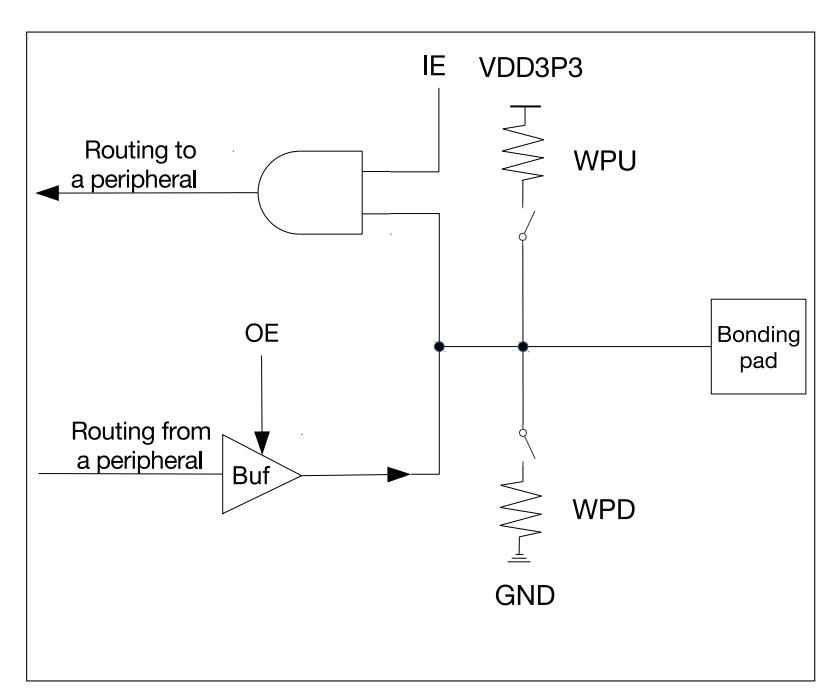 IE
VDD3P3
Routing to
a peripheral
WPU
OE
Bonding
pad
Routing from
a peripheral
Buf
WPD
GND